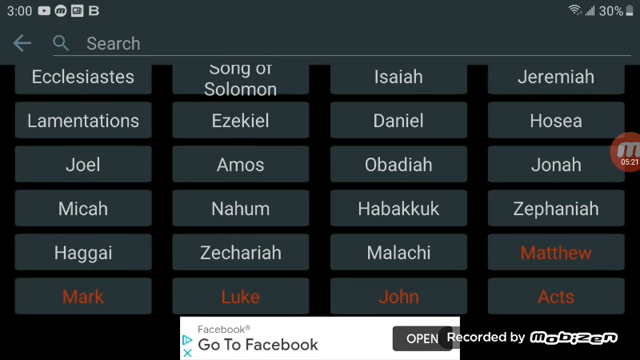 3:00 B 30%
Search
Ecclesiastes Song of Solomon Isaiah Jeremiah
Lamentations Ezekiel Daniel Hosea
Joel Amos Obadiah Jonah
05:21
Micah Nahum Habakkuk Zephaniah
Haggai Zechariah Malachi Matthew
Mark Luke John Acts
Facebook®
Go To Facebook OPEN Recorded by mobizen